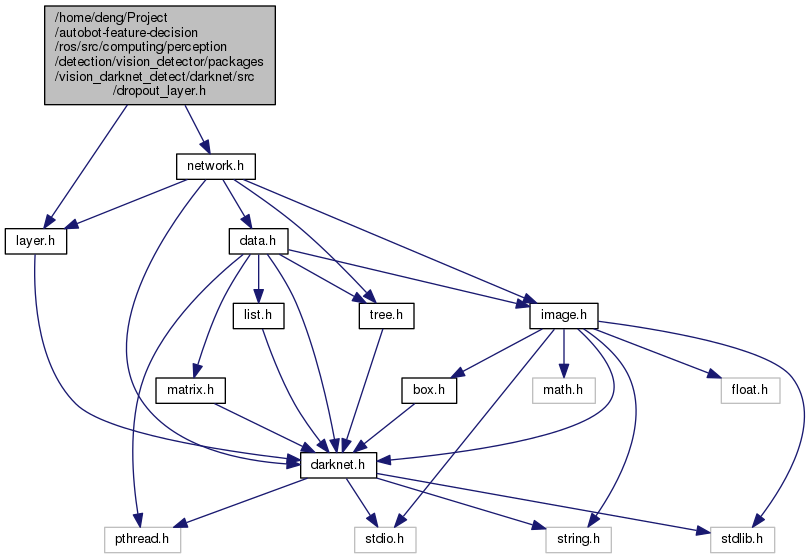 /home/deng/Project
/autobot-feature-decision
/ros/src/computing/perception
/detection/vision_detector/packages
/vision_darknet_detect/darknet/src
/dropout_layer.h
network.h
layer.h
data.h
list.h
tree.h
image.h
matrix.h
box.h
math.h
float.h
darknet.h
pthread.h
stdio.h
string.h
stdlib.h